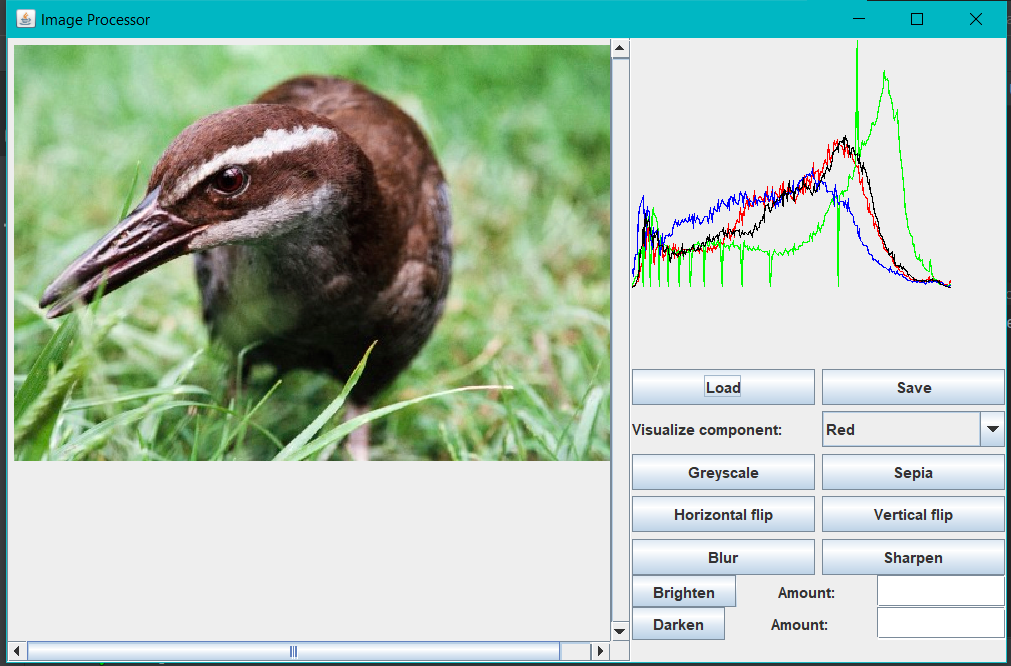 Image Processor
Load Save
Visualize component: Red
Greyscale Sepia
Horizontal flip Vertical flip
Blur Sharpen
Brighten Amount:
Darken Amount: